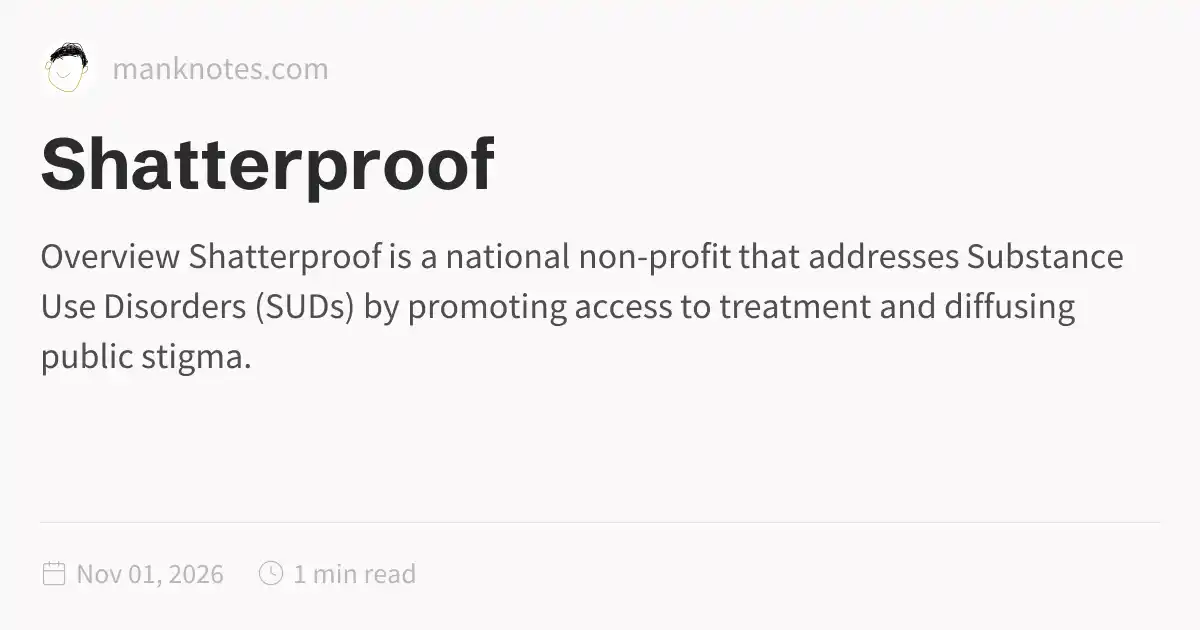 manknotes.com
Shatterproof
Overview Shatterproof is a national non-profit that addresses Substance
Use Disorders (SUDs) by promoting access to treatment and diffusing
public stigma.
Nov 01, 2026
1 min read